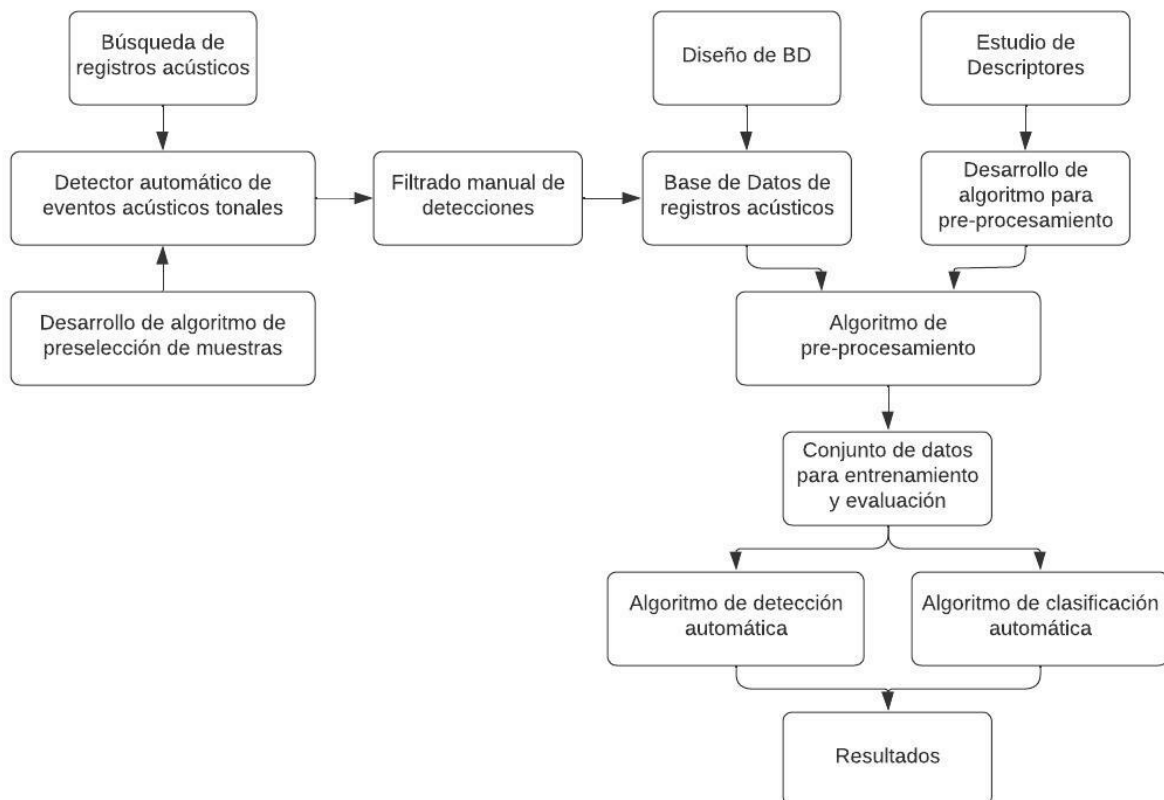 Búsqueda de
registros acústicos
Diseño de BD
Estudio de
Descriptores
Detector automático de
eventos acústicos tonales
Filtrado manual de
detecciones
Base de Datos de
registros acústicos
Desarrollo de
algoritmo para
pre-procesamiento
Desarrollo de algoritmo de
preselección de muestras
Algoritmo de
pre-procesamiento
Conjunto de datos
para entrenamiento
y evaluación
Algoritmo de detección
automática
Algoritmo de clasificación
automática
Resultados